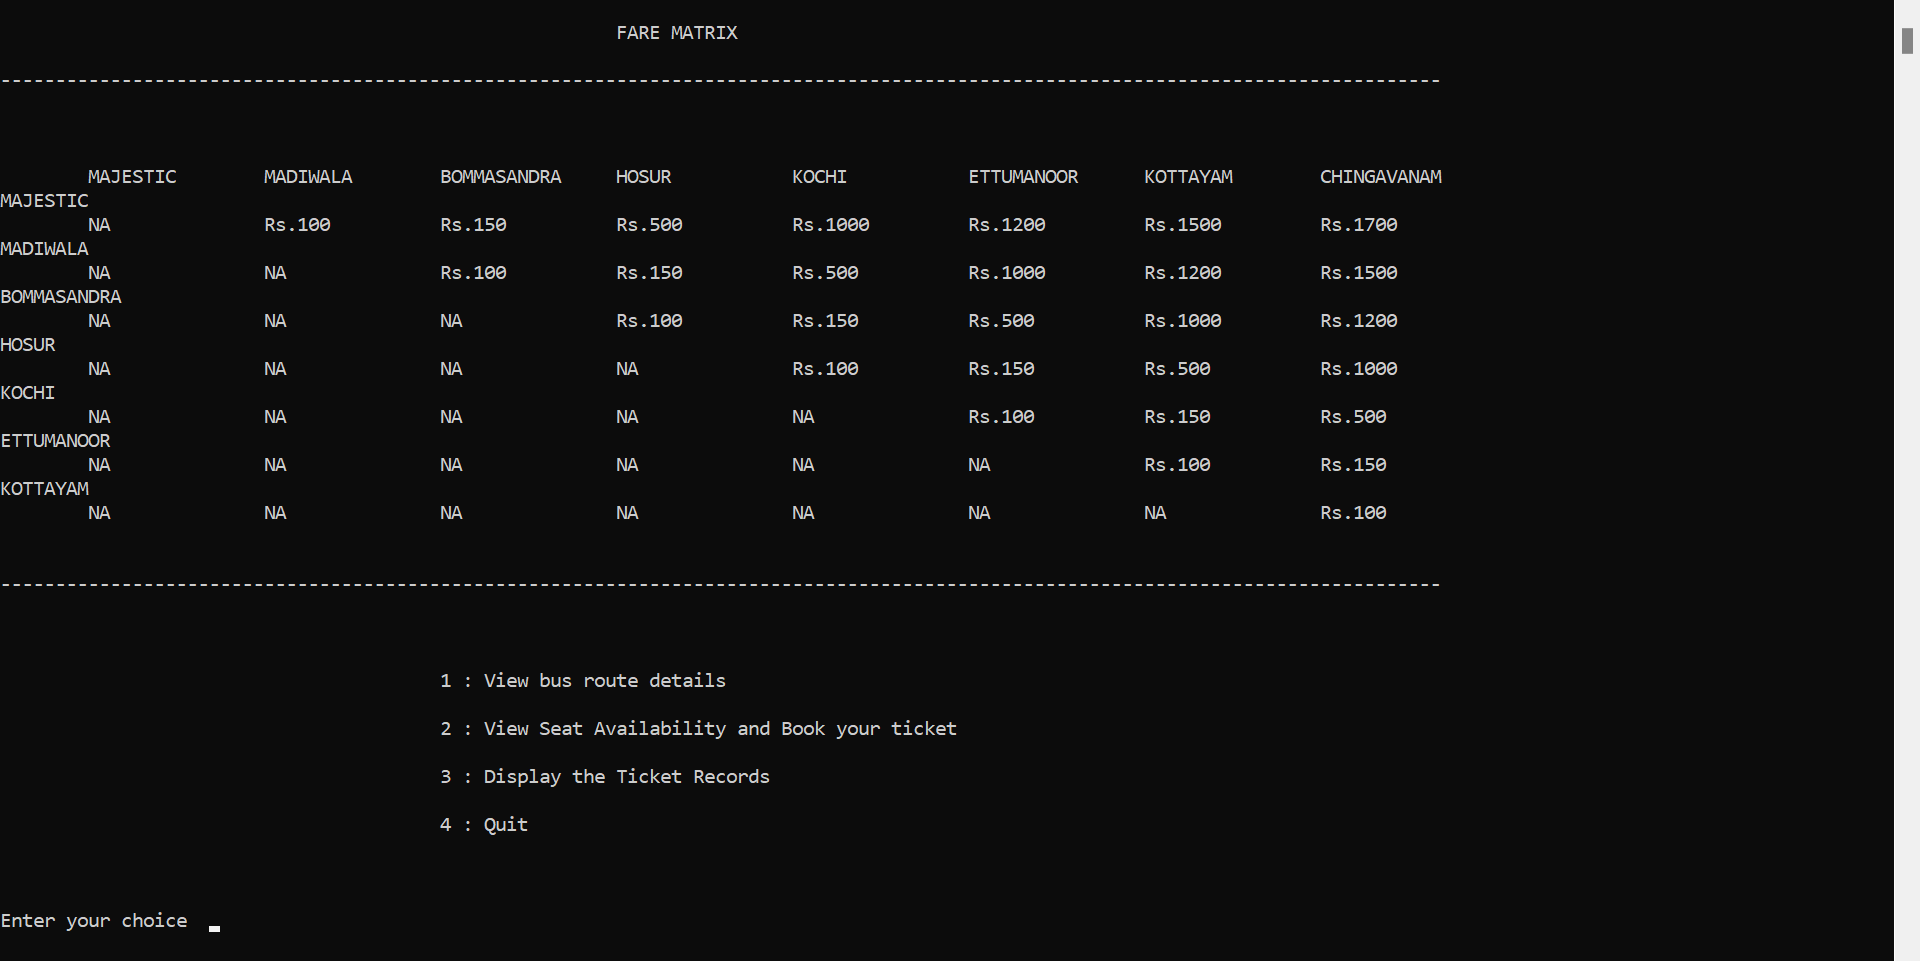 FARE MATRIX
-----------------------------------------------------------------------------------------------------------------------------------
MAJESTIC MADIWALA BOMMASANDRA HOSUR KOCHI ETTUMANOOR KOTTAYAM CHINGAVANAM
MAJESTIC
NA Rs.100 Rs.150 Rs.500 Rs.1000 Rs.1200 Rs.1500 Rs.1700
MADIWALA
NA NA Rs.100 Rs.150 Rs.500 Rs.1000 Rs.1200 Rs.1500
BOMMASANDRA
NA NA NA Rs.100 Rs.150 Rs.500 Rs.1000 Rs.1200
HOSUR
NA NA NA NA Rs.100 Rs.150 Rs.500 Rs.1000
KOCHI
NA NA NA NA NA Rs.100 Rs.150 Rs.500
ETTUMANOOR
NA NA NA NA NA NA Rs.100 Rs.150
KOTTAYAM
NA NA NA NA NA NA NA Rs.100
-----------------------------------------------------------------------------------------------------------------------------------
1 : View bus route details
2 : View Seat Availability and Book your ticket
3 : Display the Ticket Records
4 : Quit
Enter your choice